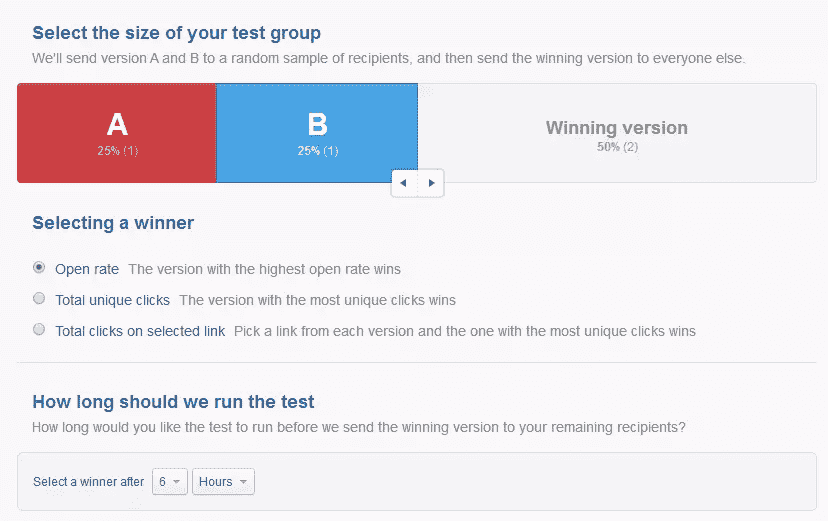 Select the size of your test group
We'll send version A and B to a random sample of recipients, and then send the winning version to everyone else.
A
25% (1)
B
25% (1)
Winning version
50% (2)
Selecting a winner
Open rate The version with the highest open rate wins
Total unique clicks The version with the most unique clicks wins
Total clicks on selected link Pick a link from each version and the one with the most unique clicks wins
How long should we run the test
How long would you like the test to run before we send the winning version to your remaining recipients?
Select a winner after 6 Hours